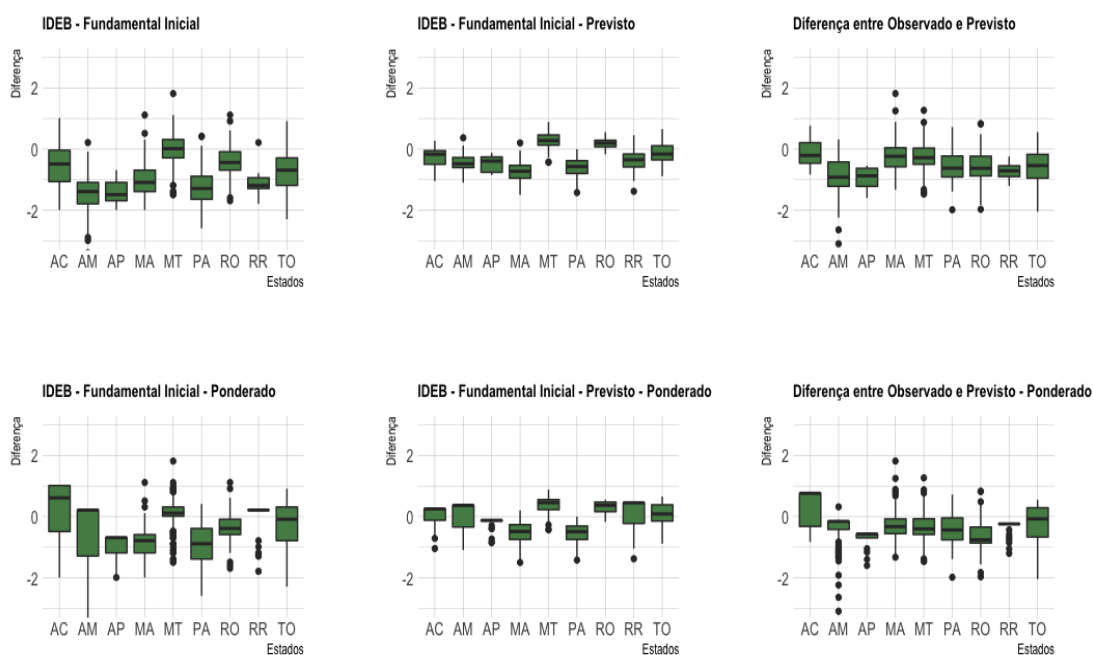 IDEB - Fundamental Inicial
Diferença
2
0
-2
AC AM AP MA MT PA RO RR TO
Estados
IDEB - Fundamental Inicial - Previsto
Diferença
2
0
-2
AC AM AP MA MT PA RO RR TO
Estados
Diferença entre Observado e Previsto
Diferença
2
0
-2
AC AM AP MA MT PA RO RR TO
Estados
IDEB - Fundamental Inicial - Ponderado
Diferença
2
0
-2
AC AM AP MA MT PA RO RR TO
Estados
IDEB - Fundamental Inicial - Previsto - Ponderado
Diferença
2
0
-2
AC AM AP MA MT PA RO RR TO
Estados
Diferença entre Observado e Previsto - Ponderado
Diferença
2
0
-2
AC AM AP MA MT PA RO RR TO
Estados